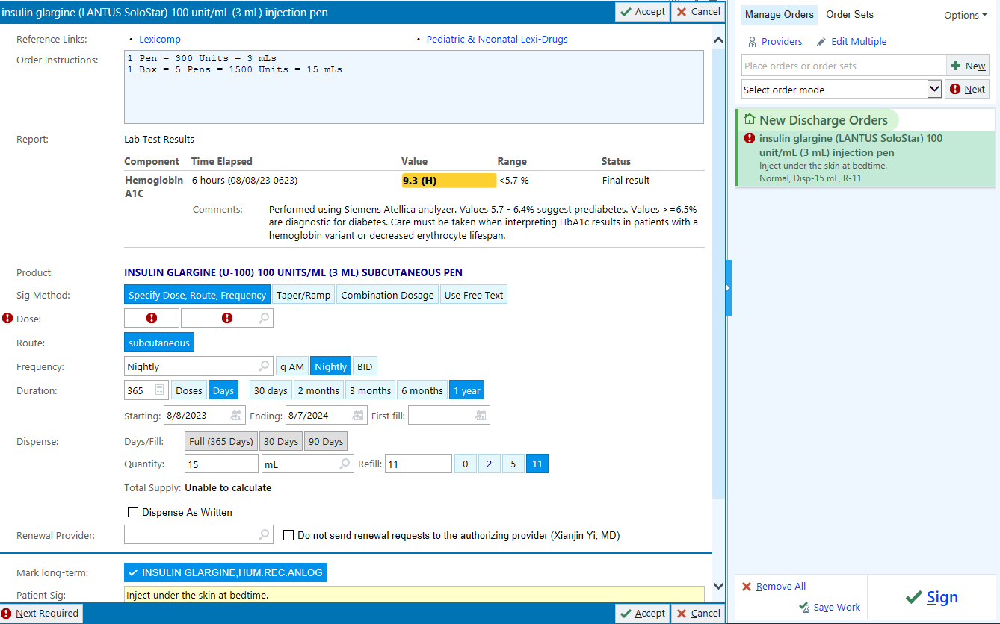 insulin glargine (LANTUS SoloStar) 100 unit/mL (3 mL) injection pen
Accept
Cancel
Reference Links:
• Lexicomp
• Pediatric & Neonatal Lexi-Drugs
Order Instructions:
1 Pen = 300 Units = 3 mLs
1 Box = 5 Pens = 1500 Units = 15 mLs
Report:
Lab Test Results
Component Time Elapsed Value Range Status
Hemoglobin 6 hours (08/08/23 0623) 9.3 (H) <5.7 % Final result
A1C
Comments: Performed using Siemens Atellica analyzer. Values 5.7 - 6.4% suggest prediabetes. Values >=6.5%
are diagnostic for diabetes. Care must be taken when interpreting HbA1c results in patients with a
hemoglobin variant or decreased erythrocyte lifespan.
Product: INSULIN GLARGINE (U-100) 100 UNITS/ML (3 ML) SUBCUTANEOUS PEN
Sig Method: Specify Dose, Route, Frequency Taper/Ramp Combination Dosage Use Free Text
Dose:
Route: subcutaneous
Frequency: Nightly q AM Nightly BID
Duration: 365 Doses Days 30 days 2 months 3 months 6 months 1 year
Starting: 8/8/2023 Ending: 8/7/2024 First fill:
Dispense: Days/Fill: Full (365 Days) 30 Days 90 Days
Quantity: 15 mL Refill: 11 0 2 5 11
Total Supply: Unable to calculate
Dispense As Written
Renewal Provider: Do not send renewal requests to the authorizing provider (Xianjin Yi, MD)
Mark long-term: INSULIN GLARGINE,HUM.REC.ANLOG
Patient Sig: Inject under the skin at bedtime.
Next Required
Accept
Cancel
Manage Orders Order Sets Options
Providers Edit Multiple
Place orders or order sets New
Select order mode Next
New Discharge Orders
insulin glargine (LANTUS SoloStar) 100
unit/mL (3 mL) injection pen
Inject under the skin at bedtime.
Normal, Disp-15 mL, R-11
Remove All
Save Work
Sign